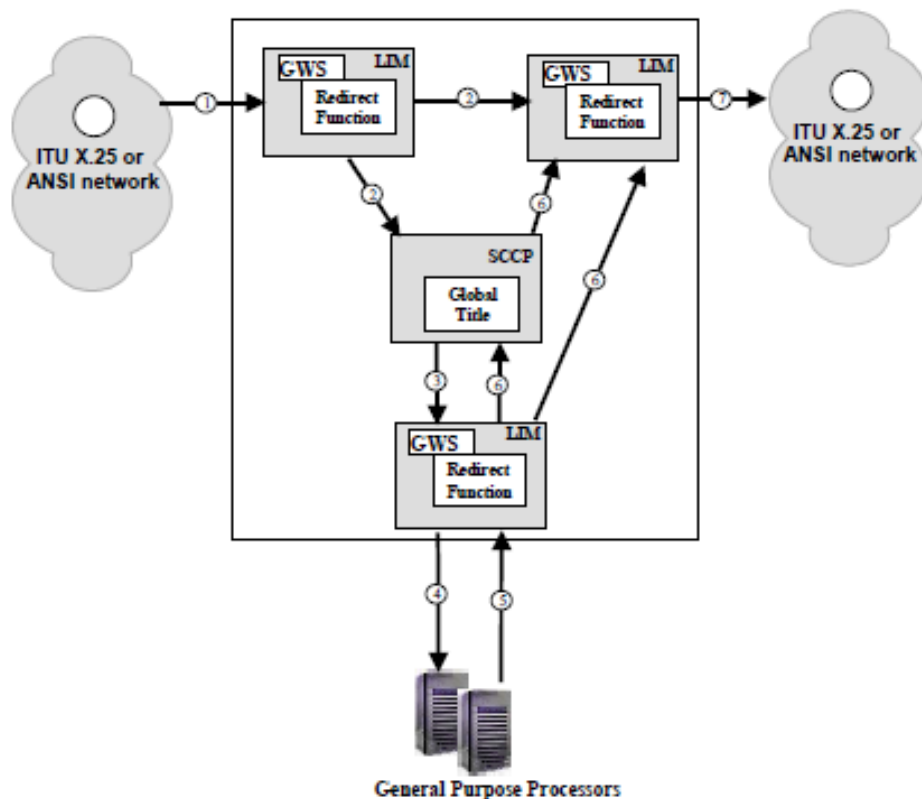 GWS
LIM
Redirect
Function
GWS
LIM
Redirect
Function
1
2
7
ITU X.25 or
ANSI network
ITU X.25 or
ANSI network
2
6
SCCP
Global
Title
6
3
6
LIM
GWS
Redirect
Function
4
5
General Purpose Processors